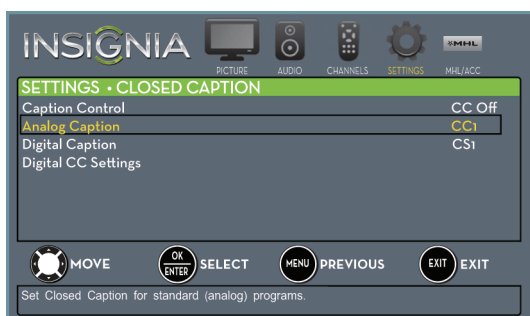 INSIGNIA
PICTURE AUDIO CHANNELS SETTINGS MHL/ACC
MHL
SETTINGS • CLOSED CAPTION
Caption Control CC Off
Analog Caption CC1
Digital Caption CS1
Digital CC Settings
MOVE OK ENTER SELECT MENU PREVIOUS EXIT EXIT
Set Closed Caption for standard (analog) programs.